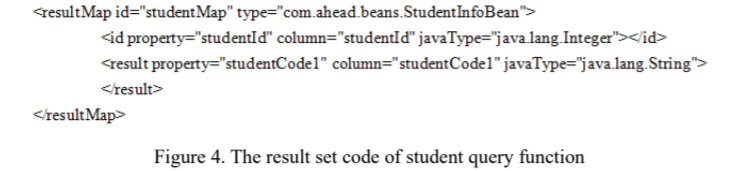 <resultMap id="studentMap" type="com.ahead.beans.StudentInfoBean">
<id property="studentId" column="studentId" javaType="java.lang.Integer"></id>
<result property="studentCode1" column="studentCode1" javaType="java.lang.String">
</result>
</resultMap>
Figure 4. The result set code of student query function